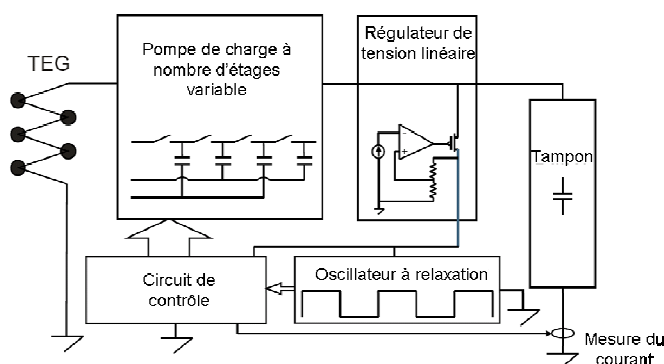 TEG
Pompe de charge à
nombre d'étages
variable
Régulateur de
tension linéaire
Tampon
Circuit de
contrôle
Oscillateur à relaxation
Mesure du
courant